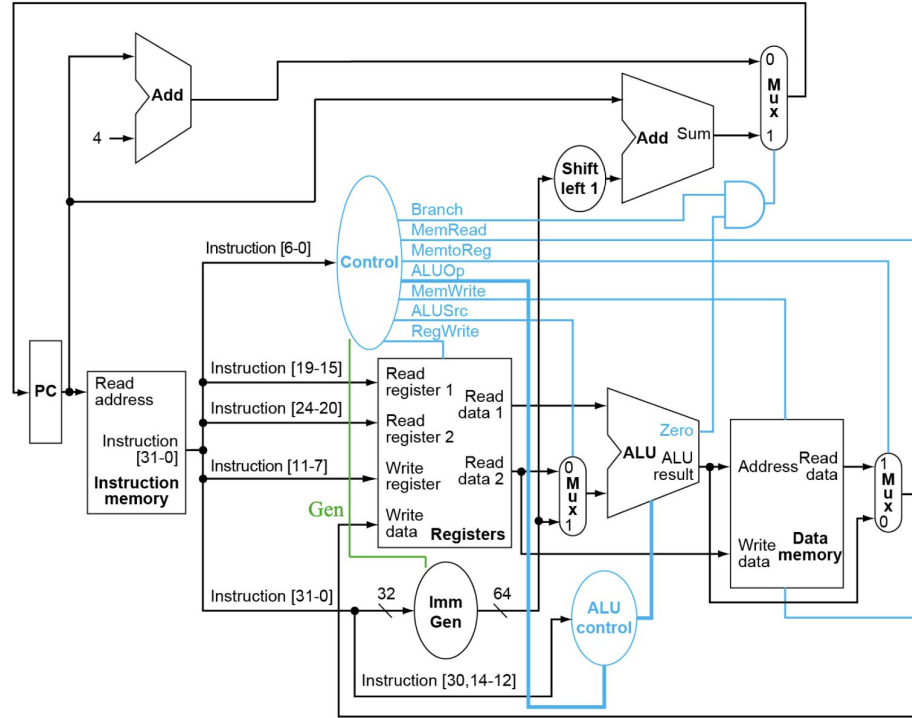 Add
4
0
Mux
1
Add
Sum
Shift
left 1
Branch
MemRead
MemtoReg
ALUOp
MemWrite
ALUSrc
RegWrite
Control
Instruction [6-0]
Instruction [19-15]
Instruction [24-20]
Instruction [11-7]
Instruction [31-0]
Instruction [30,14-12]
PC
Read
address
Instruction
[31-0]
Instruction
memory
Gen
Read
register 1
Read
register 2
Write
register
Write
data
Read
data 1
Read
data 2
Registers
32
Imm
Gen
64
0
Mux
1
Zero
ALU
ALU
result
ALU
control
Address
Read
data
Write
data
Data
memory
1
Mux
0